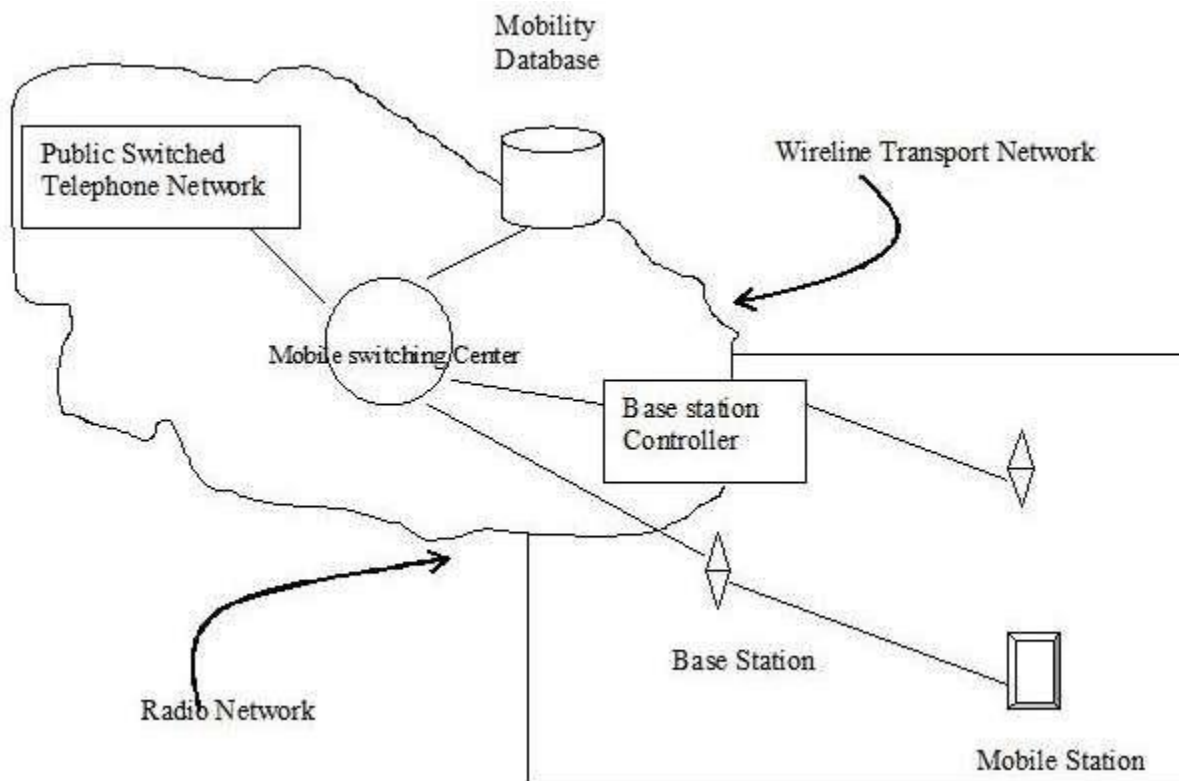 Mobility
Database
Public Switched
Telephone Network
Wireline Transport Network
Mobile switching Center
Base station
Controller
Base Station
Radio Network
Mobile Station